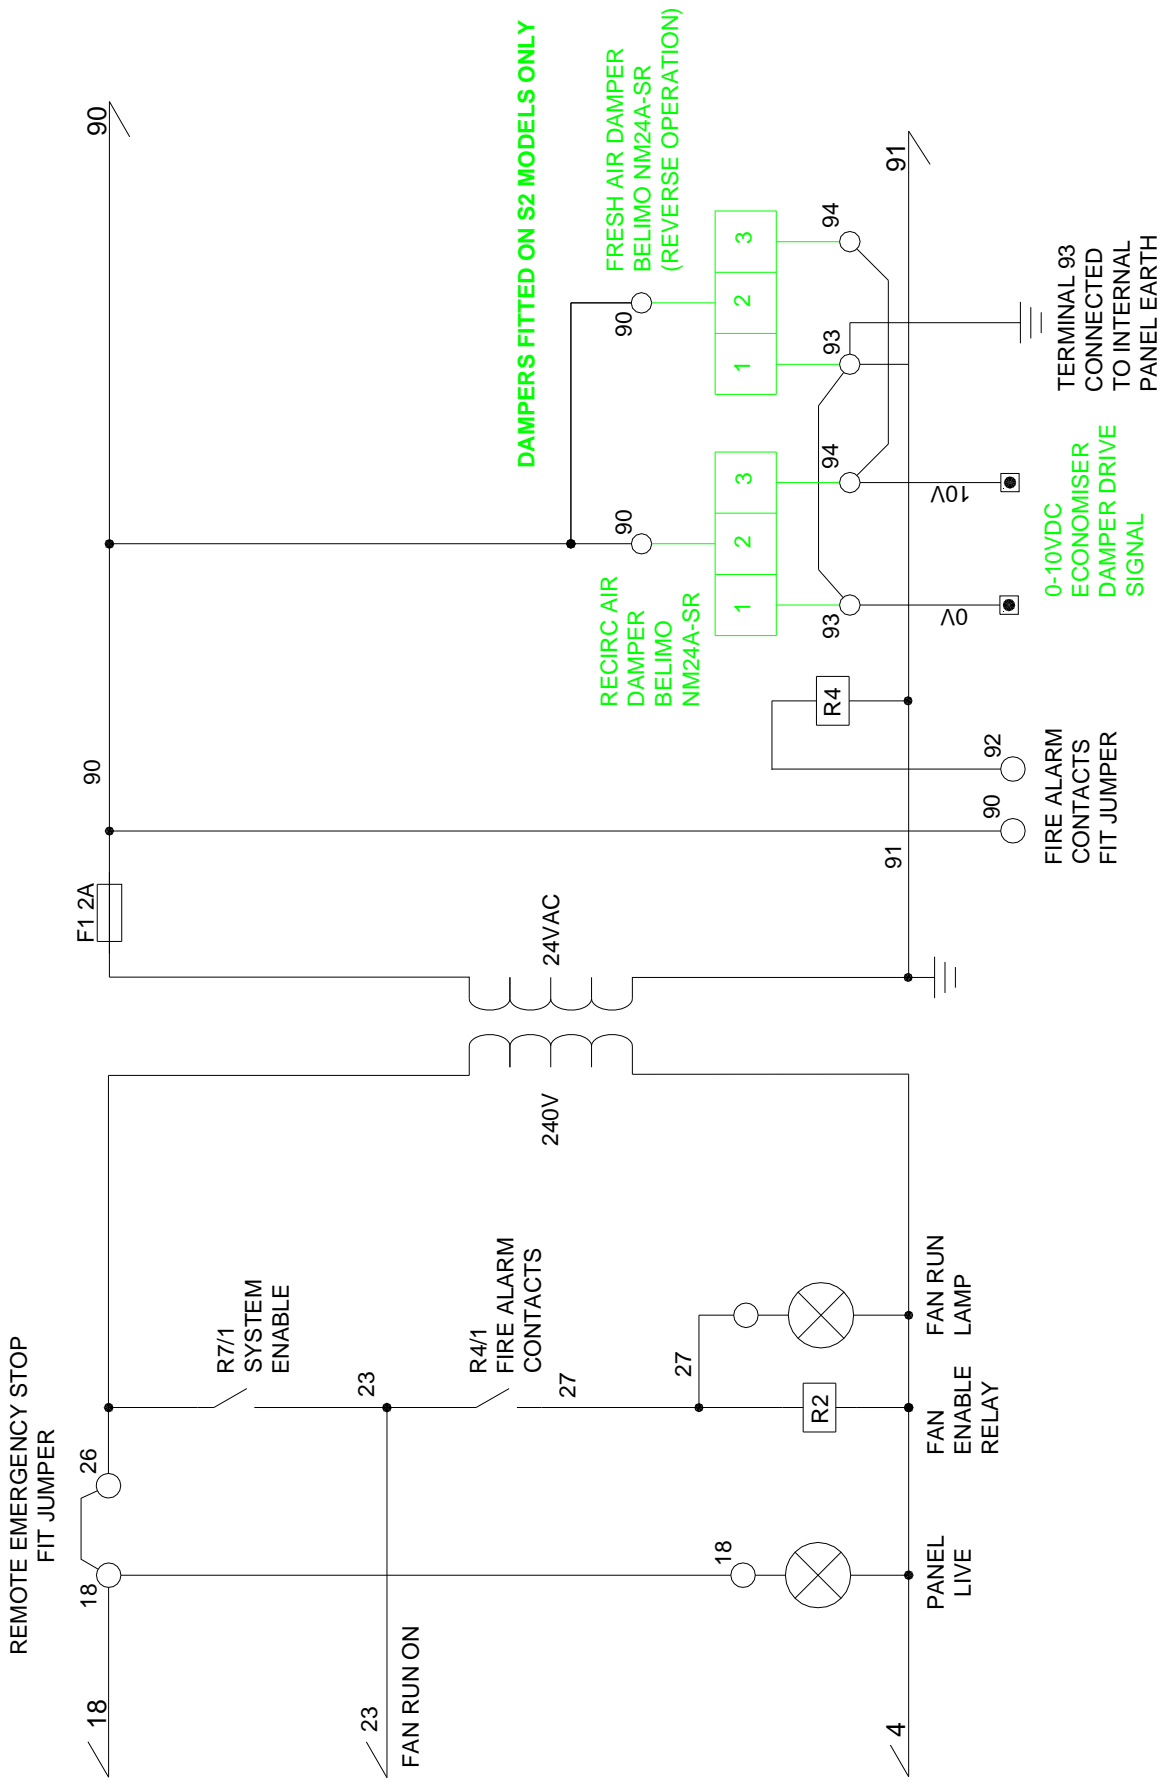 REMOTE EMERGENCY STOP
FIT JUMPER
18
18
26
F1 2A
90
90
R7/1
SYSTEM
ENABLE
23
23
FAN RUN ON
R4/1
FIRE ALARM
CONTACTS
27
27
18
R2
240V
24VAC
DAMPERS FITTED ON S2 MODELS ONLY
RECIRC AIR
DAMPER
BELIMO
NM24A-SR
90
FRESH AIR DAMPER
BELIMO NM24A-SR
(REVERSE OPERATION)
90
1
2
3
1
2
3
R4
93
94
93
94
4
91
91
PANEL
LIVE
FAN
ENABLE
RELAY
FAN RUN
LAMP
90
92
FIRE ALARM
CONTACTS
FIT JUMPER
0V
10V
0-10VDC
ECONOMISER
DAMPER DRIVE
SIGNAL
TERMINAL 93
CONNECTED
TO INTERNAL
PANEL EARTH